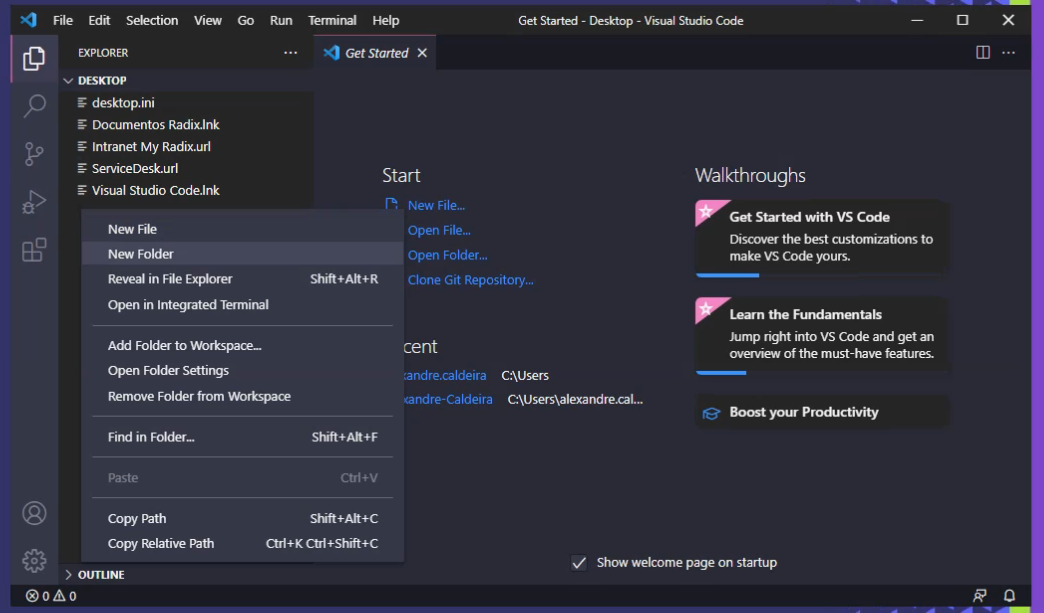 File Edit Selection View Go Run Terminal Help Get Started - Desktop - Visual Studio Code
EXPLORER
Get Started
DESKTOP
desktop.ini
Documentos Radix.lnk
Intranet My Radix.url
ServiceDesk.url
Visual Studio Code.lnk
New File
New Folder
Reveal in File Explorer Shift+Alt+R
Open in Integrated Terminal
Add Folder to Workspace...
Open Folder Settings
Remove Folder from Workspace
Find in Folder... Shift+Alt+F
Paste Ctrl+V
Copy Path Shift+Alt+C
Copy Relative Path Ctrl+K Ctrl+Shift+C
OUTLINE
0 0
Start
New File...
Open File...
Open Folder...
Clone Git Repository...
cent
xandre.caldeira C:\Users
xandre-Caldeira C:\Users\alexandre.cal...
Walkthroughs
Get Started with VS Code
Discover the best customizations to
make VS Code yours.
Learn the Fundamentals
Jump right into VS Code and get an
overview of the must-have features.
Boost your Productivity
Show welcome page on startup